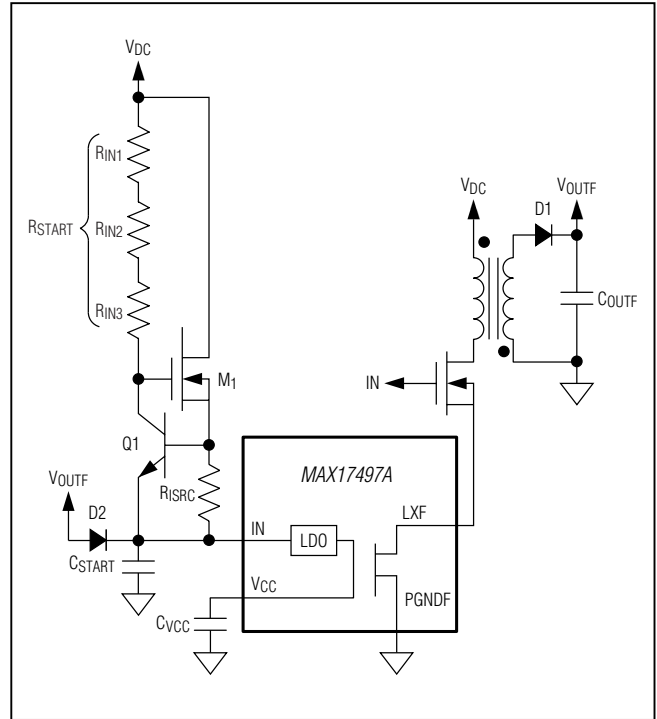 VDC
RIN1
RSTART
RIN2
RIN3
M1
Q1
RISRC
VOUTF
D2
CSTART
IN
LDO
VCC
CVCC
MAX17497A
LXF
PGNDF
IN
VDC
D1
VOUTF
COUTF